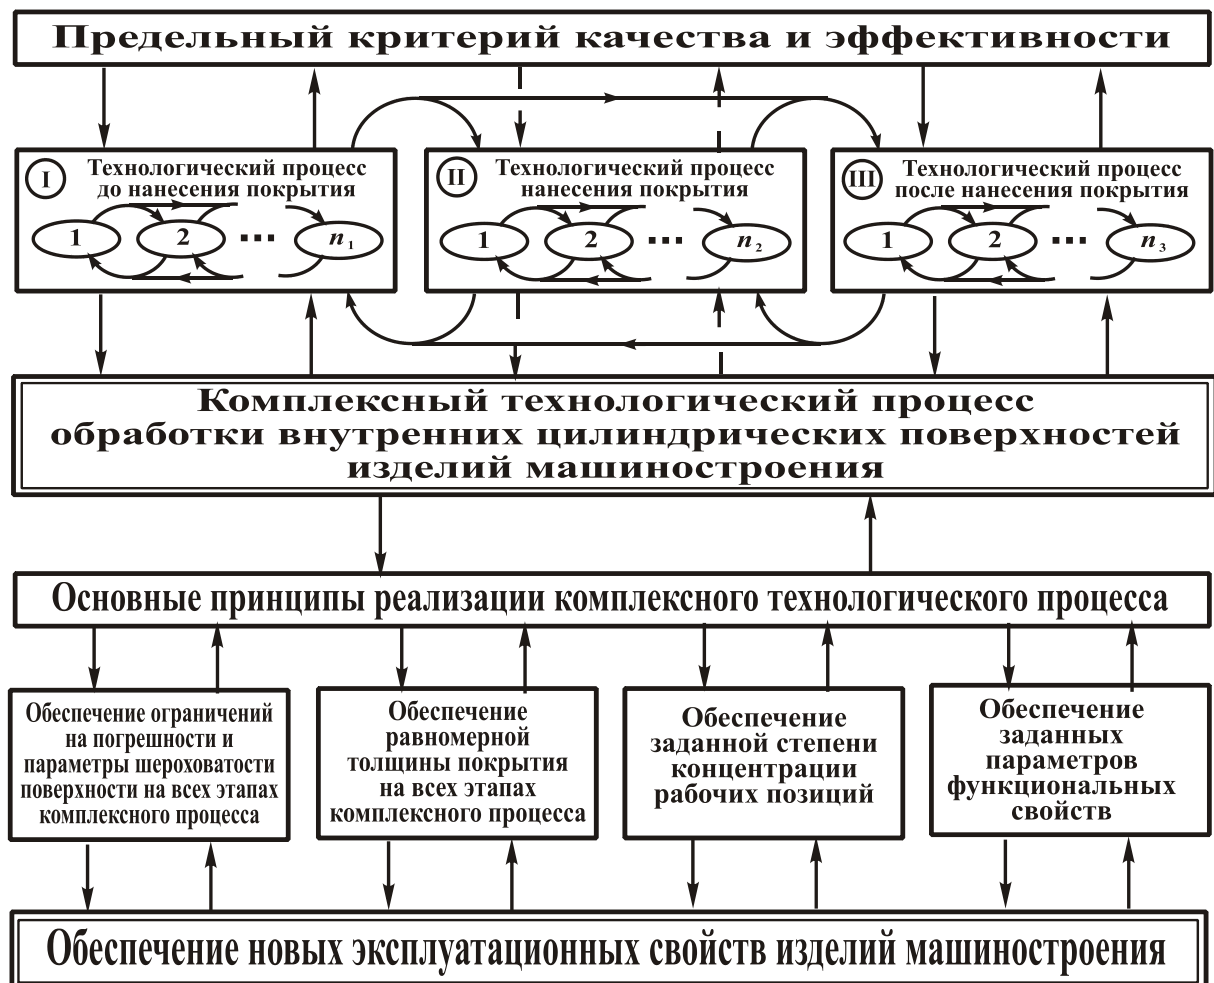 Предельный критерий качества и эффективности
I
Технологический процесс
до нанесения покрытия
1
2
...
n₁
II
Технологический процесс
нанесения покрытия
1
2
...
n₂
III
Технологический процесс
после нанесения покрытия
1
2
...
n₃
Комплексный технологический процесс
обработки внутренних цилиндрических поверхностей
изделий машиностроения
Основные принципы реализации комплексного технологического процесса
Обеспечение ограничений
на погрешности и
параметры шероховатости
поверхности на всех этапах
комплексного процесса
Обеспечение
равномерной
толщины покрытия
на всех этапах
комплексного процесса
Обеспечение
заданной степени
концентрации
рабочих позиций
Обеспечение
заданных
параметров
функциональных
свойств
Обеспечение новых эксплуатационных свойств изделий машиностроения